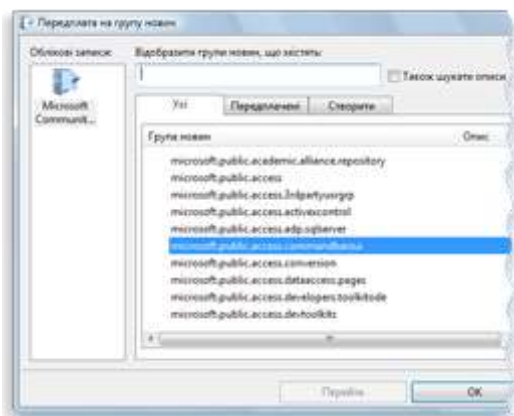 Передплата на групу новин
Облікові записи:
Відобразити групи новин, що містять:
Також шукати описи
Microsoft
Communit...
Усі
Передплачені
Створити
Група новин
Опис
microsoft.public.academic.alliance.repository
microsoft.public.access
microsoft.public.access.3rdpartyusrgrp
microsoft.public.access.activexcontrol
microsoft.public.access.adp.sqlserver
microsoft.public.access.commandbarsui
microsoft.public.access.conversion
microsoft.public.access.dataaccess.pages
microsoft.public.access.developers.toolkitode
microsoft.public.access.devtoolkits
Перейти
OK